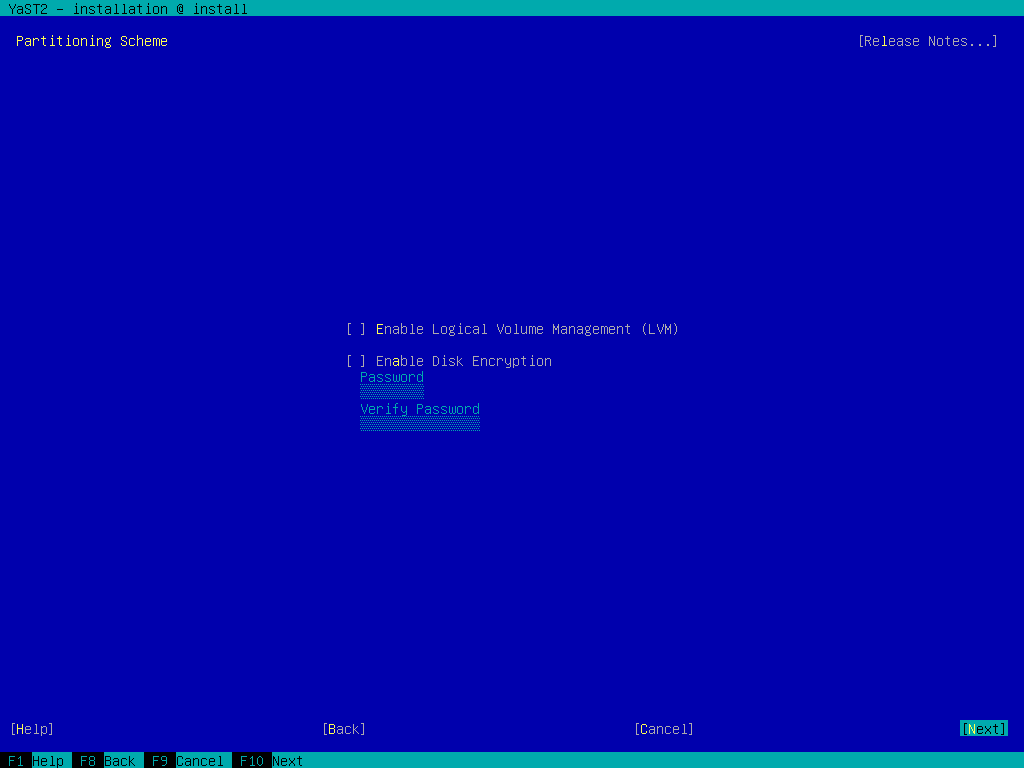 YaST2 - installation @ install
Partitioning Scheme [Release Notes...]
[ ] Enable Logical Volume Management (LVM)
[ ] Enable Disk Encryption
Password
Verify Password
[Help] [Back] [Cancel] [Next]
F1 Help F8 Back F9 Cancel F10 Next